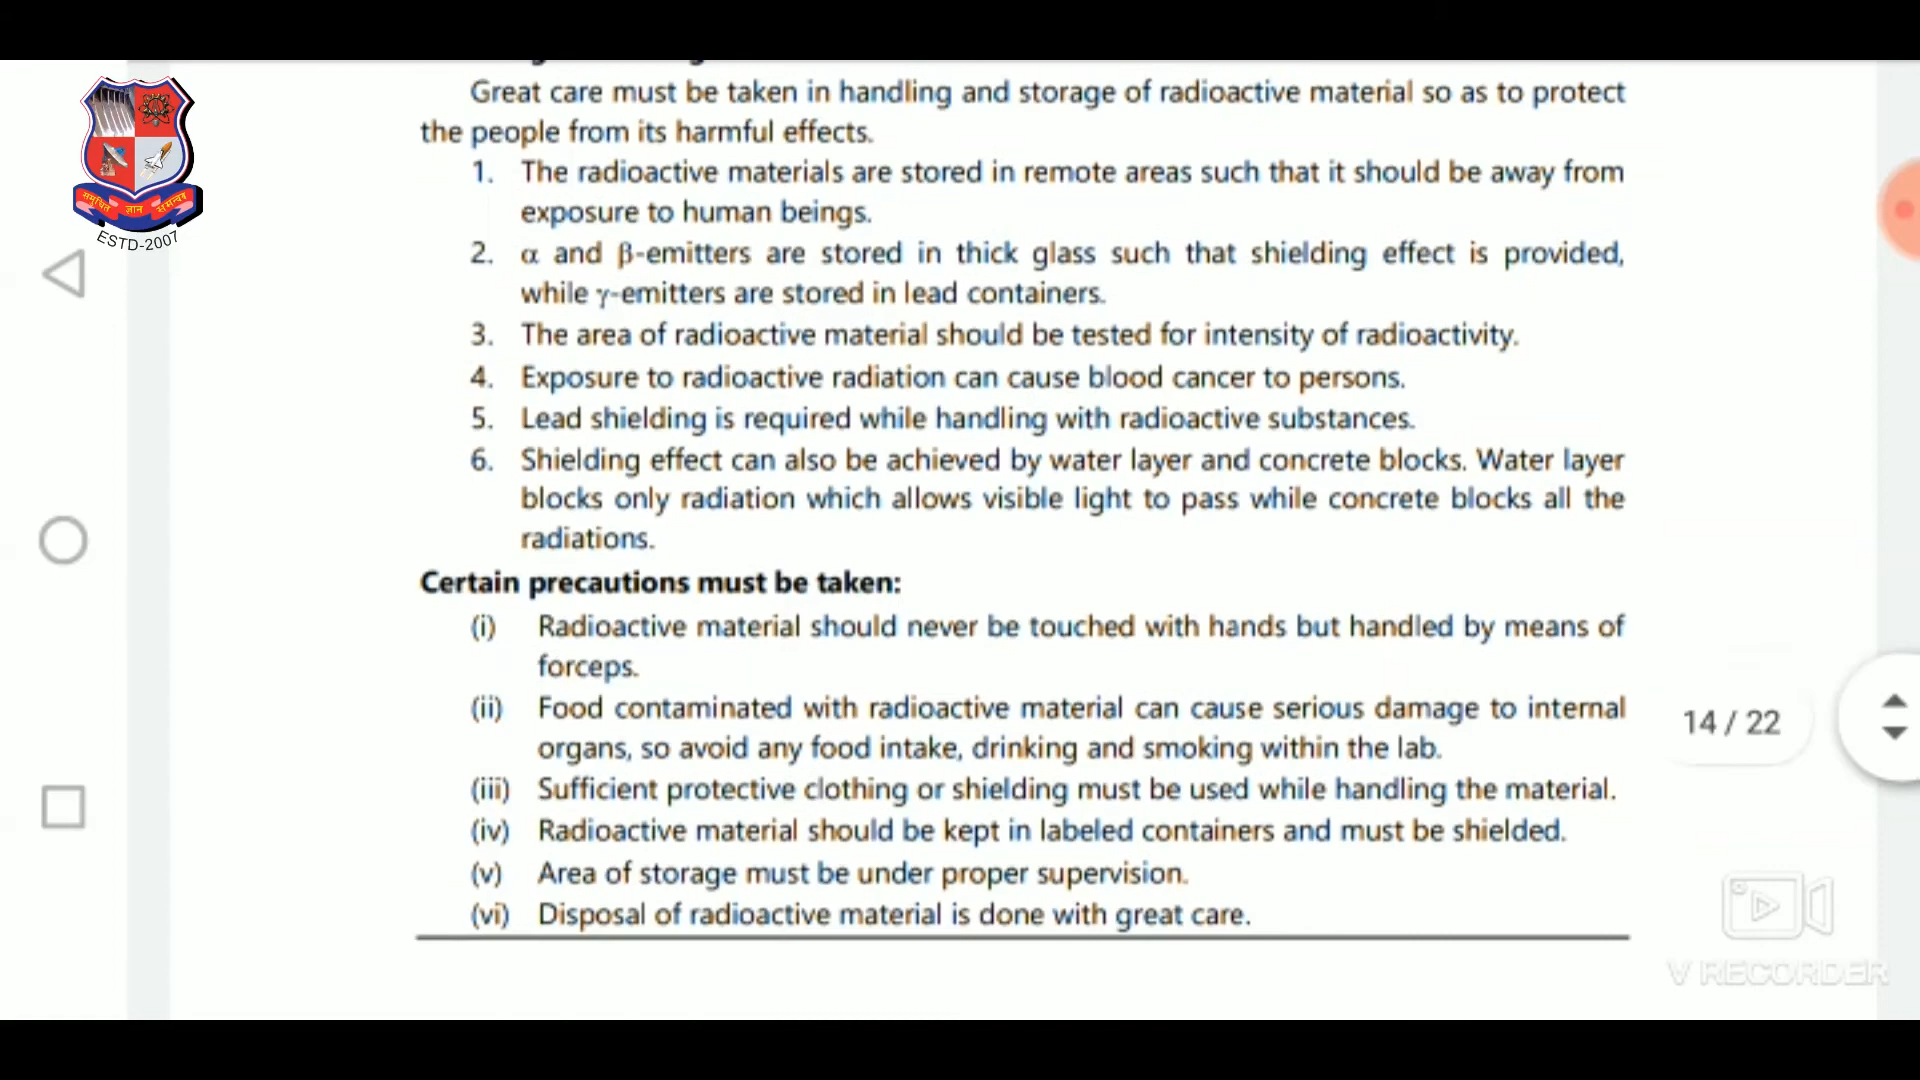 Great care must be taken in handling and storage of radioactive material so as to protect
the people from its harmful effects.
1. The radioactive materials are stored in remote areas such that it should be away from
exposure to human beings.
2. α and β-emitters are stored in thick glass such that shielding effect is provided,
while γ-emitters are stored in lead containers.
3. The area of radioactive material should be tested for intensity of radioactivity.
4. Exposure to radioactive radiation can cause blood cancer to persons.
5. Lead shielding is required while handling with radioactive substances.
6. Shielding effect can also be achieved by water layer and concrete blocks. Water layer
blocks only radiation which allows visible light to pass while concrete blocks all the
radiations.
Certain precautions must be taken:
(i) Radioactive material should never be touched with hands but handled by means of
forceps.
(ii) Food contaminated with radioactive material can cause serious damage to internal
organs, so avoid any food intake, drinking and smoking within the lab.
(iii) Sufficient protective clothing or shielding must be used while handling the material.
(iv) Radioactive material should be kept in labeled containers and must be shielded.
(v) Area of storage must be under proper supervision.
(vi) Disposal of radioactive material is done with great care.
समुचित ज्ञान समन्वय
ESTD-2007
14 / 22
V RECORDER